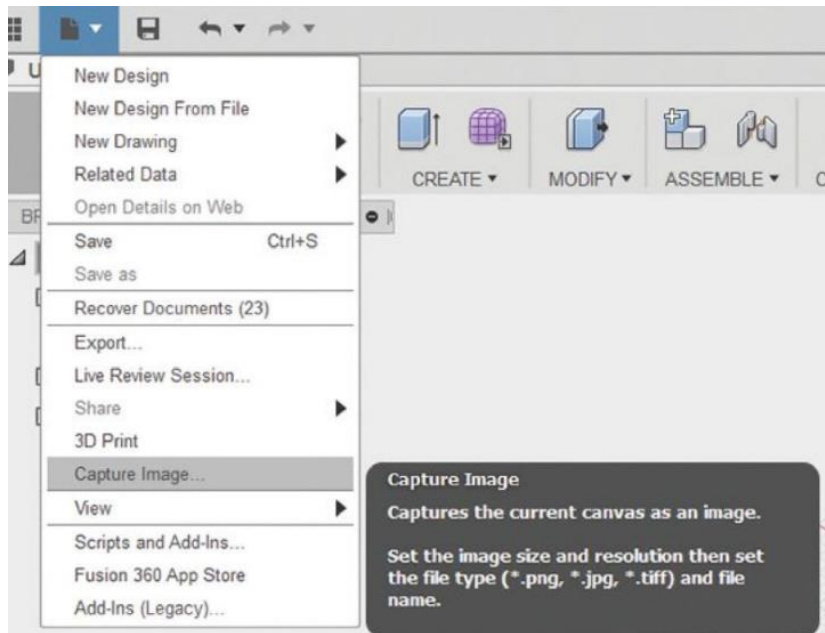 U
New Design
New Design From File
New Drawing
Related Data
Open Details on Web
Save Ctrl+S
Save as
Recover Documents (23)
Export...
Live Review Session...
Share
3D Print
Capture Image...
View
Scripts and Add-Ins...
Fusion 360 App Store
Add-Ins (Legacy)...
CREATE MODIFY ASSEMBLE
Capture Image
Captures the current canvas as an image.
Set the image size and resolution then set
the file type (*.png, *.jpg, *.tiff) and file
name.